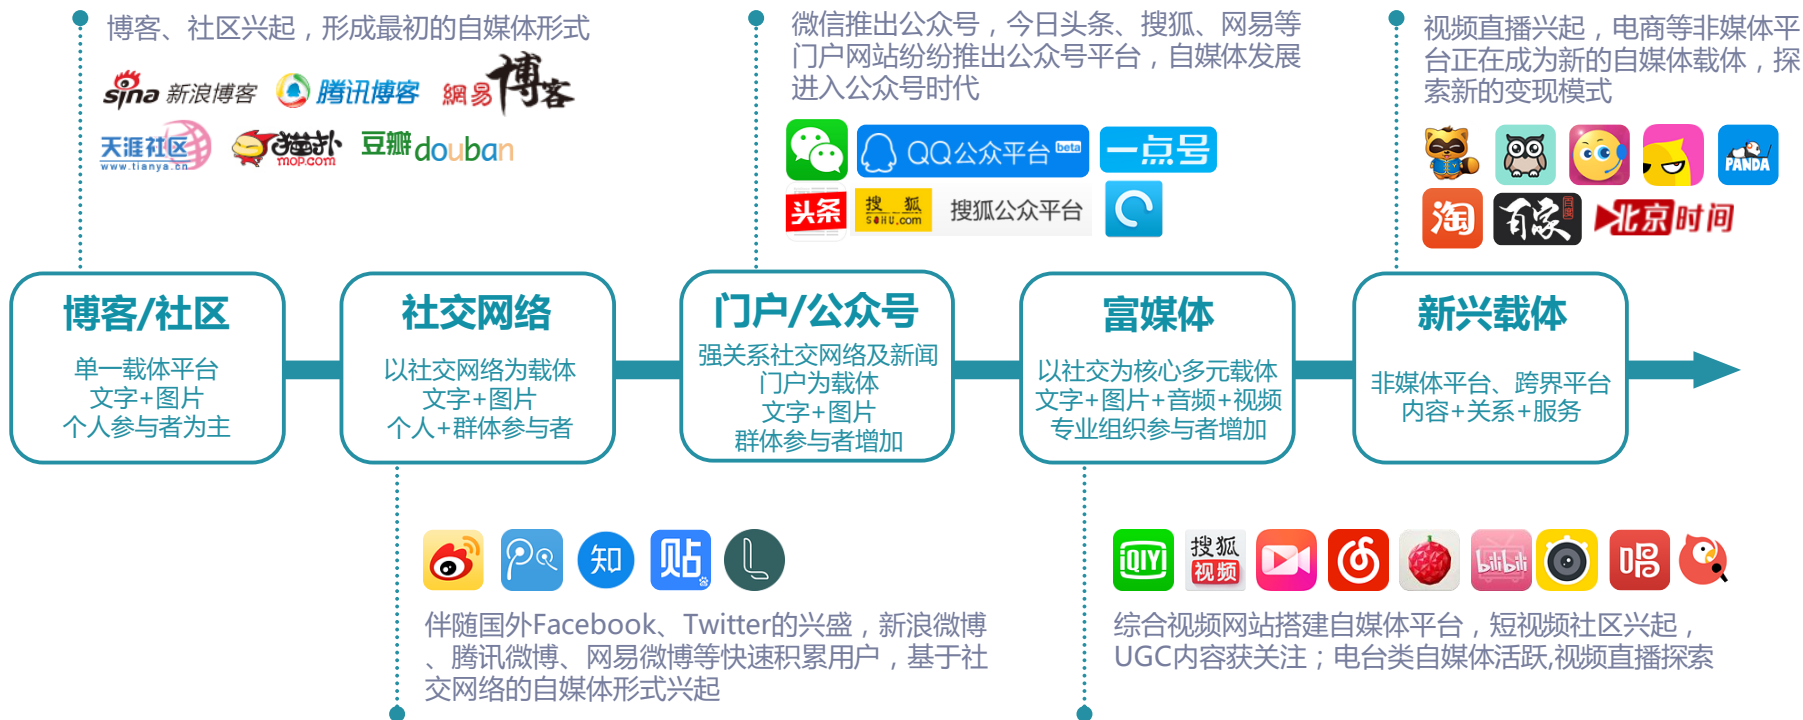 博客、社区兴起，形成最初的自媒体形式
sina 新浪博客
腾讯博客
網易博客
天涯社区
www.tianya.cn
猫扑
mop.com
豆瓣douban
微信推出公众号，今日头条、搜狐、网易等
门户网站纷纷推出公众号平台，自媒体发展
进入公众号时代
QQ公众平台 beta
一点号
头条
搜狐
SOHU.com
搜狐公众平台
视频直播兴起，电商等非媒体平
台正在成为新的自媒体载体，探
索新的变现模式
PANDA
淘
百家
百度
北京时间
博客/社区
单一载体平台
文字+图片
个人参与者为主
社交网络
以社交网络为载体
文字+图片
个人+群体参与者
门户/公众号
强关系社交网络及新闻
门户为载体
文字+图片
群体参与者增加
富媒体
以社交为核心多元载体
文字+图片+音频+视频
专业组织参与者增加
新兴载体
非媒体平台、跨界平台
内容+关系+服务
知
贴
伴随国外Facebook、Twitter的兴盛，新浪微博
、腾讯微博、网易微博等快速积累用户，基于社
交网络的自媒体形式兴起
iQIYI
搜狐
视频
bilibili
唱
综合视频网站搭建自媒体平台，短视频社区兴起，
UGC内容获关注；电台类自媒体活跃,视频直播探索